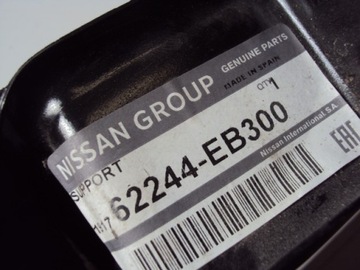 NISSAN GROUP
GENUINE PARTS
MADE IN SPAIN
SUPPORT
QTY
1
62244-EB300
Nissan International, S.A.
EAC